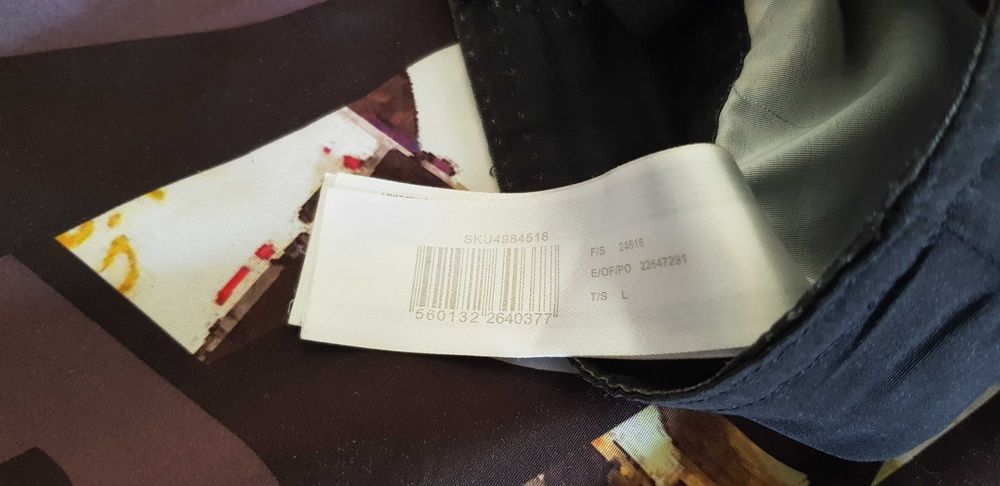 SKU4984516
560132 2640377
F/S 24616
E/OF/PO 22647291
T/S L